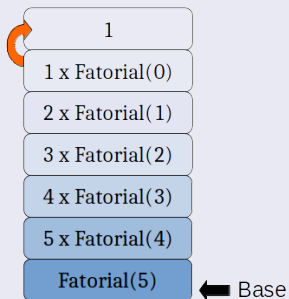 1
1 x Fatorial(0)
2 x Fatorial(1)
3 x Fatorial(2)
4 x Fatorial(3)
5 x Fatorial(4)
Fatorial(5)
Base